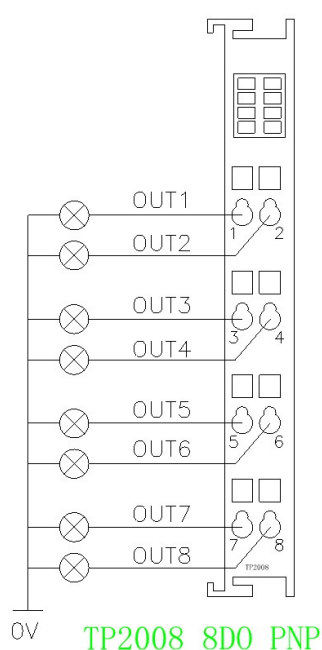 OUT1
1 2
OUT2
OUT3
3 4
OUT4
OUT5
5 6
OUT6
OUT7
7 8
OUT8
TP2008
0V
TP2008 8DO PNP